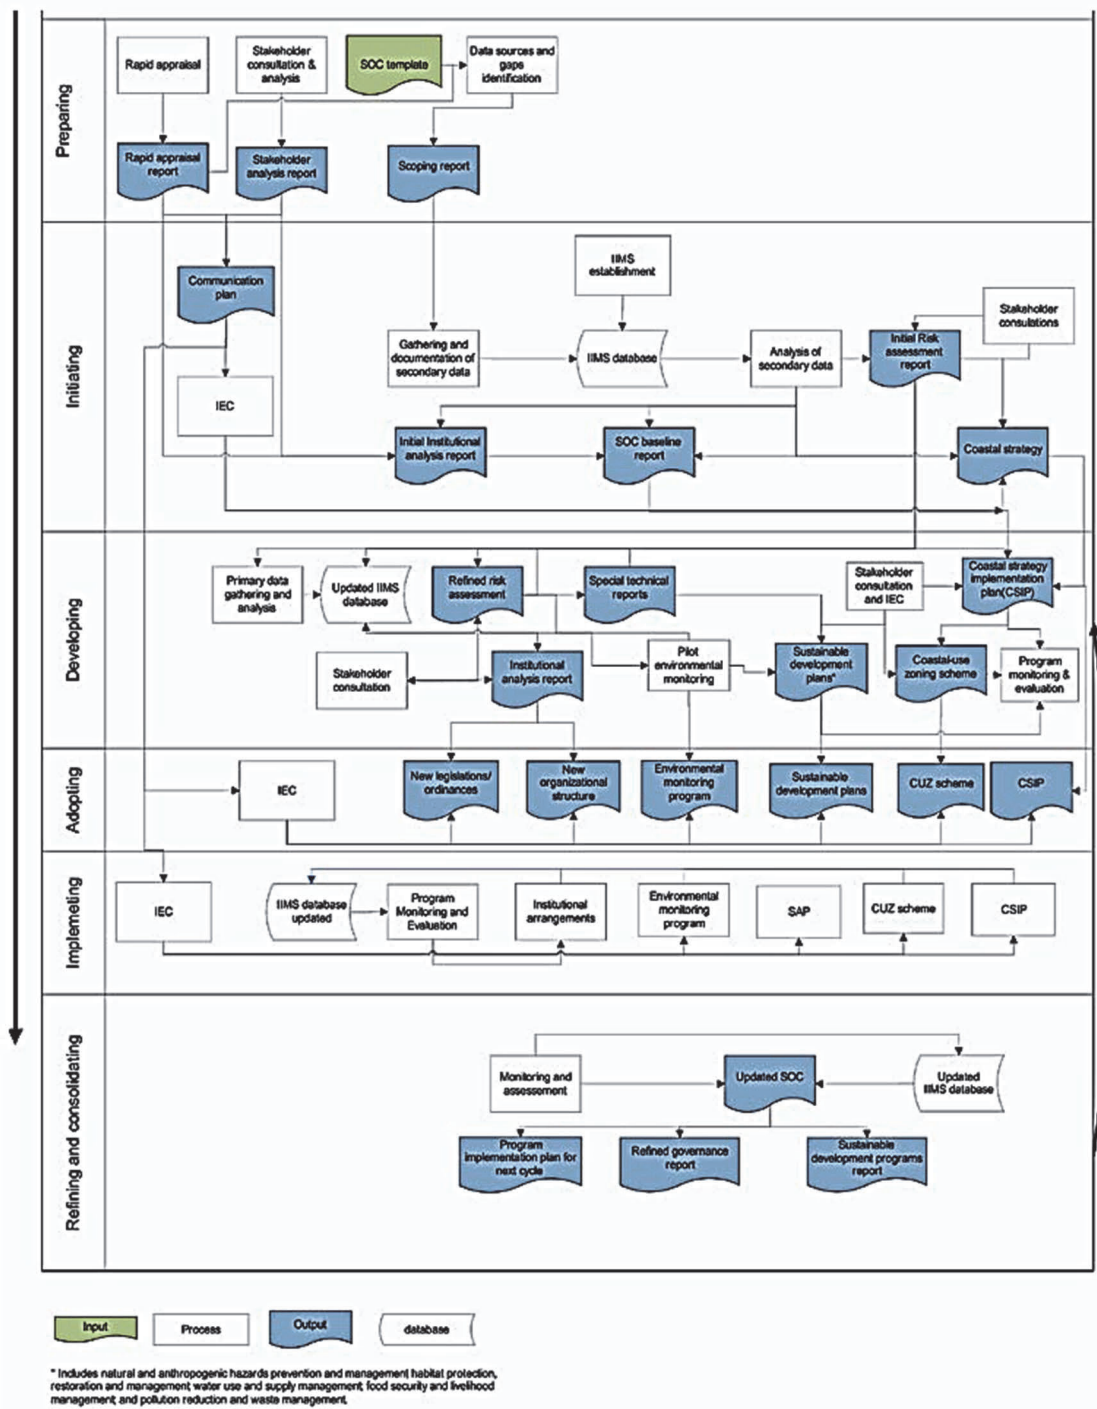 Preparing
Rapid appraisal
Stakeholder
consultation &
analysis
SOC template
Data sources and
gaps
identification
Rapid appraisal
report
Stakeholder
analysis report
Scoping report
Initiating
Communication
plan
IIMS
establishment
Stakeholder
consulations
Gathering and
documentation of
secondary data
IIMS database
Analysis of
secondary data
Initial Risk
assessment
report
IEC
Initial Institutional
analysis report
SOC baseline
report
Coastal strategy
Developing
Primary data
gathering and
analysis
Updated IIMS
database
Refined risk
assessment
Special technical
reports
Stakeholder
consultation
and IEC
Coastal strategy
implementation
plan(CSIP)
Stakeholder
consultation
Institutional
analysis report
Pilot
environmental
monitoring
Sustainable
development
plans*
Coastal-use
zoning scheme
Program
monitoring &
evaluation
Adopting
IEC
New legislations/
ordinances
New
organizational
structure
Environmental
monitoring
program
Sustainable
development plans
CUZ scheme
CSIP
Implemeting
IEC
IIMS database
updated
Program
Monitoring and
Evaluation
Institutional
arrangements
Environmental
monitoring
program
SAP
CUZ scheme
CSIP
Refining and consolidating
Monitoring and
assessment
Updated SOC
Updated
IIMS database
Program
implementation plan for
next cycle
Refined governance
report
Sustainable
development programs
report
Input
Process
Output
database
* Includes natural and anthropogenic hazards prevention and management habitat protection,
restoration and management; water use and supply management; food security and livelihood
management; and pollution reduction and waste management.